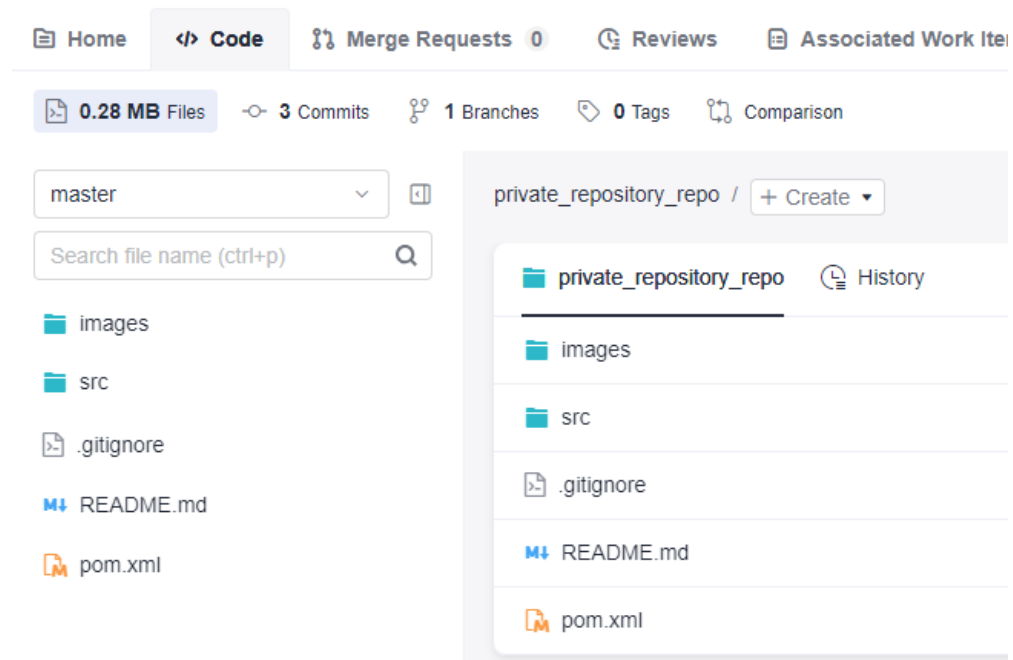 Home Code Merge Requests 0 Reviews Associated Work Ite
0.28 MB Files 3 Commits 1 Branches 0 Tags Comparison
master
Search file name (ctrl+p)
images
src
.gitignore
M↓ README.md
pom.xml
private_repository_repo / + Create
private_repository_repo History
images
src
.gitignore
M↓ README.md
pom.xml